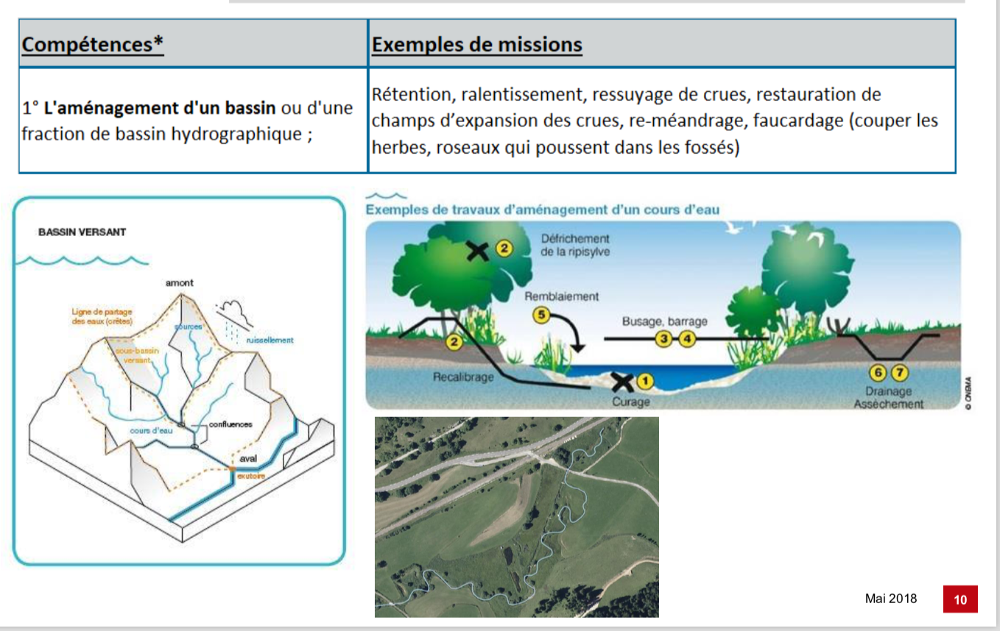 Compétences*
Exemples de missions
1° L'aménagement d'un bassin ou d'une
fraction de bassin hydrographique ;
Rétention, ralentissement, ressuyage de crues, restauration de
champs d’expansion des crues, re-méandrage, faucardage (couper les
herbes, roseaux qui poussent dans les fossés)
BASSIN VERSANT
amont
Ligne de partage
des eaux (crêtes)
sources
ruissellement
sous-bassin
versant
cours d'eau
confluences
aval
exutoire
Exemples de travaux d’aménagement d’un cours d’eau
2
Défrichement
de la ripisylve
Remblaiement
5
Busage, barrage
3 4
2
Recalibrage
1
Curage
6 7
Drainage
Assèchement
© ONEMA
Mai 2018
10